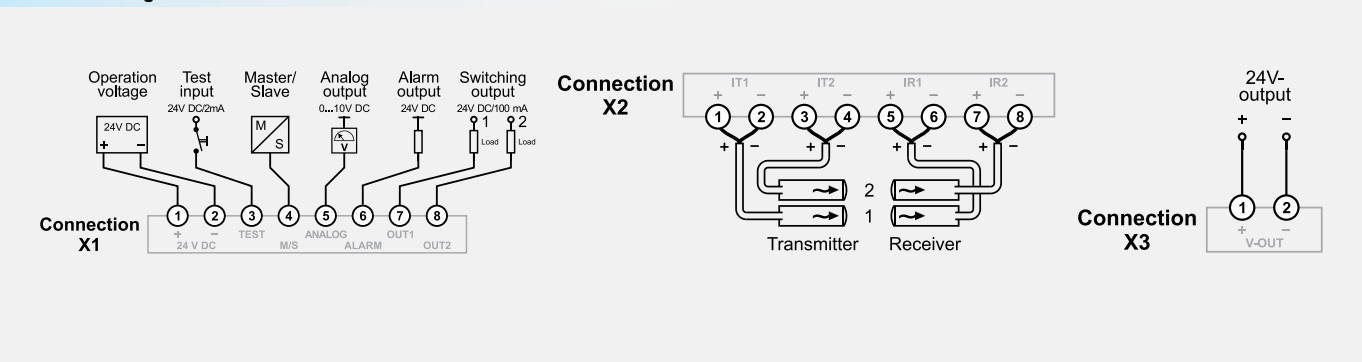 Operation voltage
24V DC
+ −
Test input
24V DC/2mA
Master/ Slave
M
S
Analog output
0...10V DC
V
Alarm output
24V DC
Switching output
24V DC/100 mA
1 2
Load Load
Connection X1
1 2 3 4 5 6 7 8
+ − TEST ANALOG OUT1
24 V DC M/S ALARM OUT2
Connection X2
IT1 IT2 IR1 IR2
+ − + − + − + −
1 2 3 4 5 6 7 8
+ − + − + − + −
2
1
Transmitter Receiver
24V- output
+ −
Connection X3
1 2
+ −
V-OUT